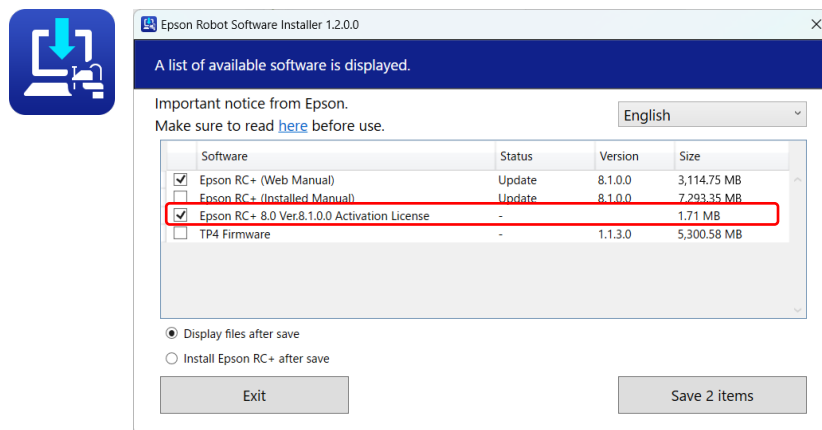 Epson Robot Software Installer 1.2.0.0
A list of available software is displayed.
Important notice from Epson.
Make sure to read here before use.
English
Software Status Version Size
Epson RC+ (Web Manual) Update 8.1.0.0 3,114.75 MB
Epson RC+ (Installed Manual) Update 8.1.0.0 7,293.35 MB
Epson RC+ 8.0 Ver.8.1.0.0 Activation License - 1.71 MB
TP4 Firmware - 1.1.3.0 5,300.58 MB
Display files after save
Install Epson RC+ after save
Exit Save 2 items